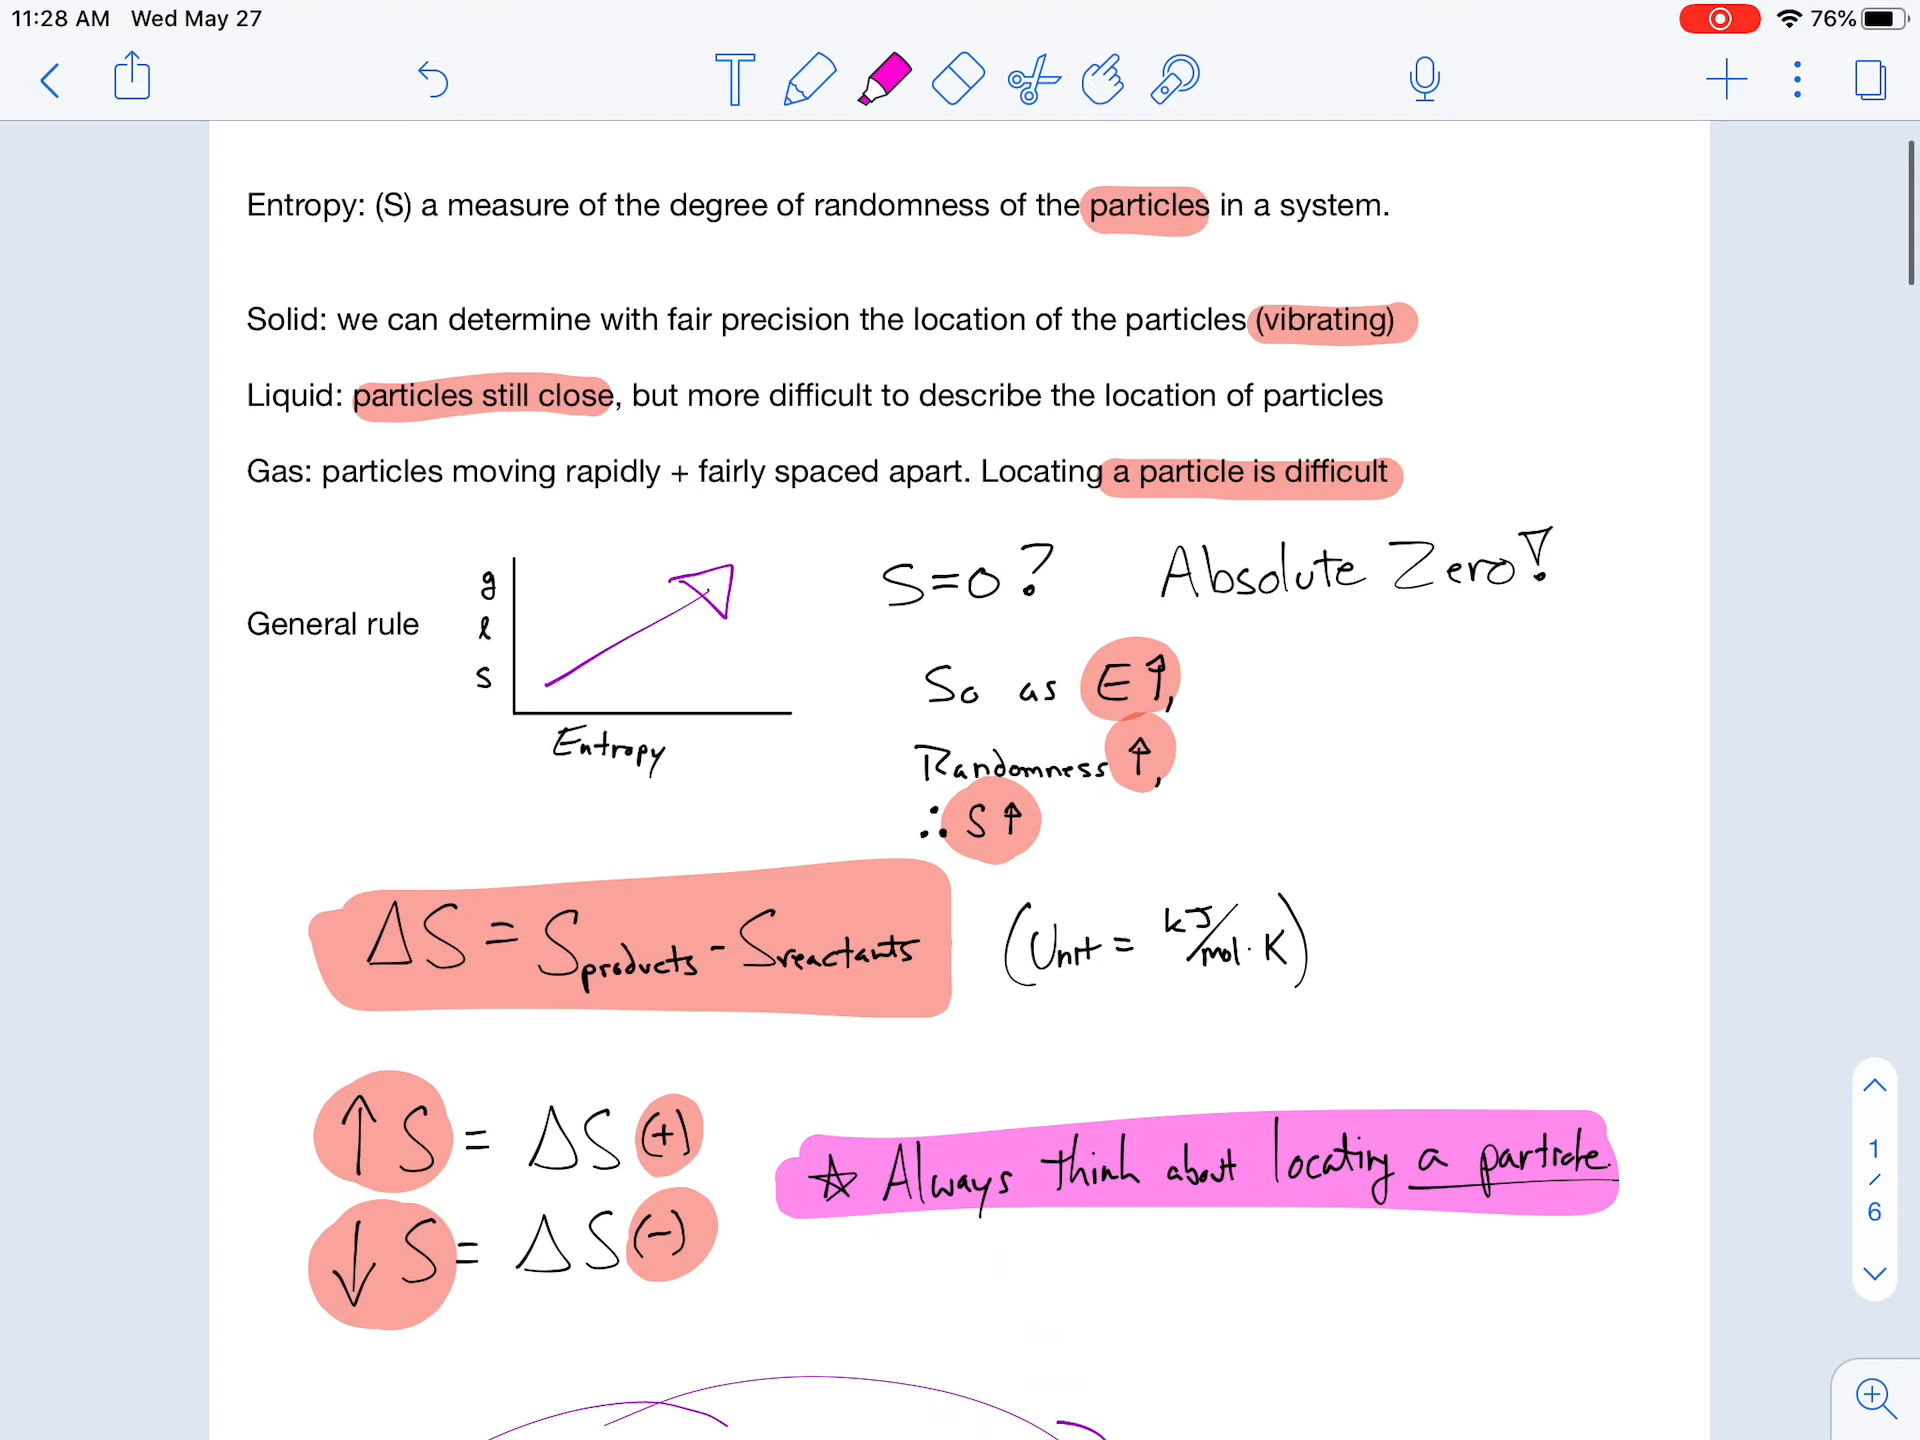 11:28 AM Wed May 27
76%
Entropy: (S) a measure of the degree of randomness of the particles in a system.
Solid: we can determine with fair precision the location of the particles (vibrating)
Liquid: particles still close, but more difficult to describe the location of particles
Gas: particles moving rapidly + fairly spaced apart. Locating a particle is difficult
General rule
g
l
s
Entropy
S=0? Absolute Zero!
So as E↑,
Randomness ↑,
∴ S↑
ΔS = Sproducts - Sreactants (Unit = kJ/mol·K)
↑S = ΔS (+)
↓S = ΔS (-)
☆ Always think about locating a particle.
1
/
6